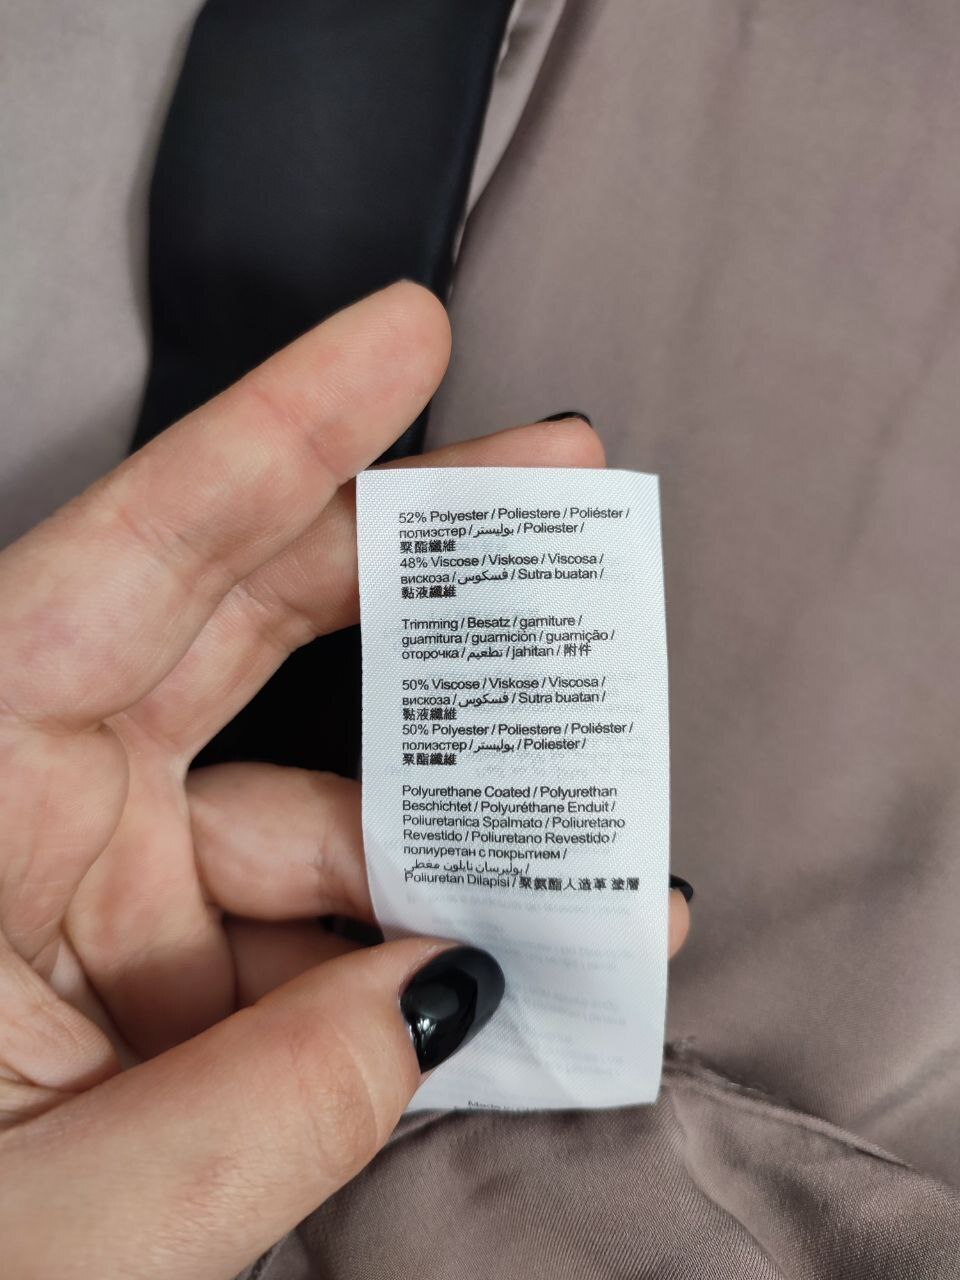 52% Polyester / Poliestere / Poliéster /
полиэстер / بوليستر / Poliester /
聚酯纖維
48% Viscose / Viskose / Viscosa /
вискоза / فسكوس / Sutra buatan /
黏液纖維
Trimming / Besatz / garniture /
guarnitura / guarnición / guarnição /
оторочка / تطعيم / jahitan / 附件
50% Viscose / Viskose / Viscosa /
вискоза / فسكوس / Sutra buatan /
黏液纖維
50% Polyester / Poliestere / Poliéster /
полиэстер / بوليستر / Poliester /
聚酯纖維
Polyurethane Coated / Polyurethan
Beschichtet / Polyuréthane Enduit /
Poliuretanica Spalmato / Poliuretano
Revestido / Poliuretano Revestido /
полиуретан с покрытием /
بوليرسان نايلون مغطي /
Poliuretan Dilapisi / 聚氨酯人造革 塗層